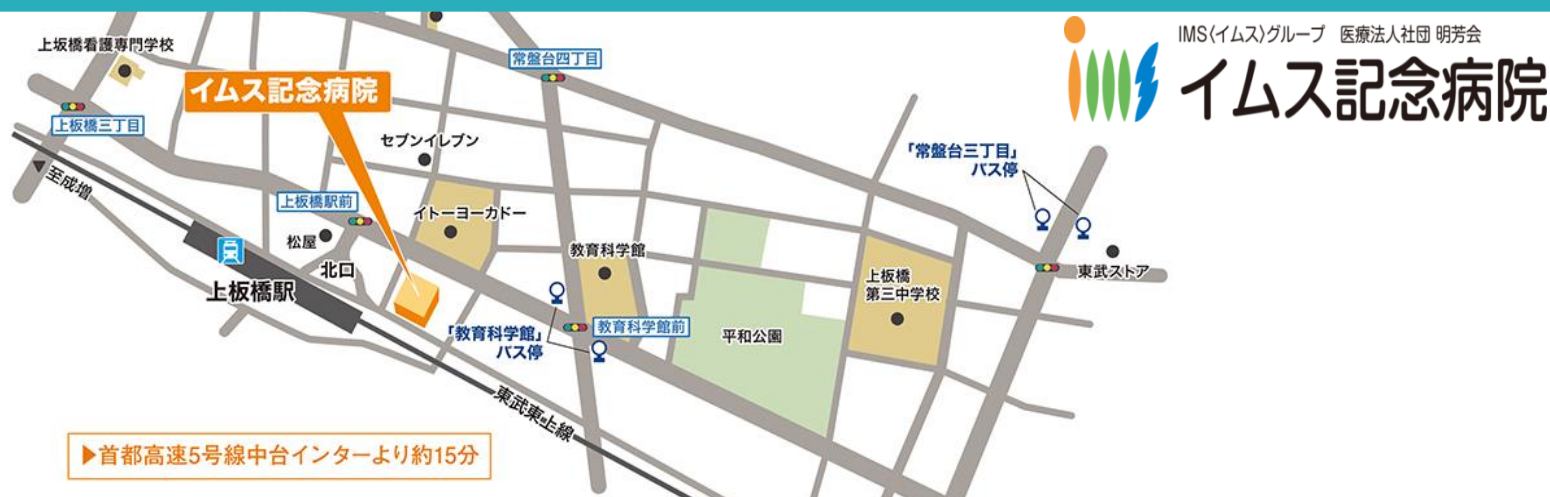 IMS〈イムス〉グループ　医療法人社団 明芳会
イムス記念病院
上坂橋看護専門学校
イムス記念病院
常盤台四丁目
上板橋三丁目
セブンイレブン
「常盤台三丁目」
バス停
至成増
上板橋駅前
イトーヨーカドー
松屋
北口
教育科学館
上板橋
第三中学校
東武ストア
上板橋駅
「教育科学館」
バス停
教育科学館前
平和公園
東武東上線
▶首都高速5号線中台インターより約15分